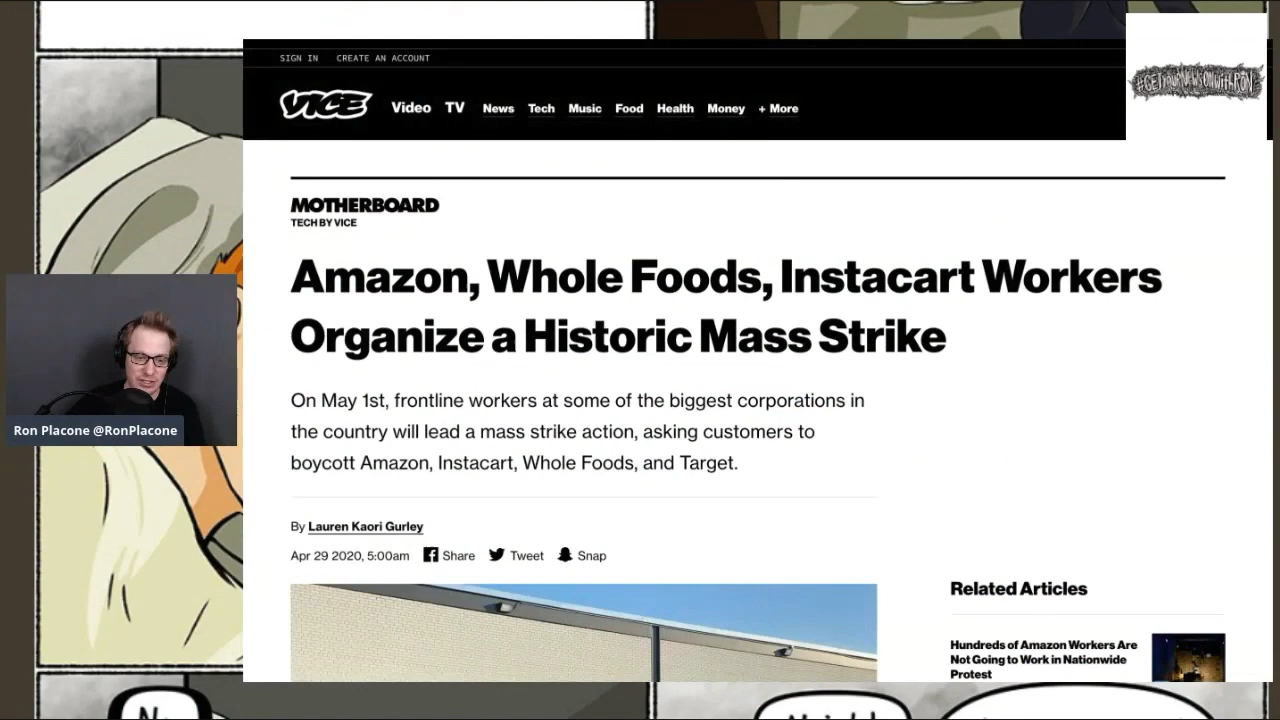 SIGN IN CREATE AN ACCOUNT
VICE Video TV News Tech Music Food Health Money + More
#GETYOURNEWSONWITHRON
MOTHERBOARD
TECH BY VICE
Amazon, Whole Foods, Instacart Workers
Organize a Historic Mass Strike
On May 1st, frontline workers at some of the biggest corporations in
the country will lead a mass strike action, asking customers to
boycott Amazon, Instacart, Whole Foods, and Target.
By Lauren Kaori Gurley
Apr 29 2020, 5:00am Share Tweet Snap
Related Articles
Hundreds of Amazon Workers Are
Not Going to Work in Nationwide
Protest
Ron Placone @RonPlacone